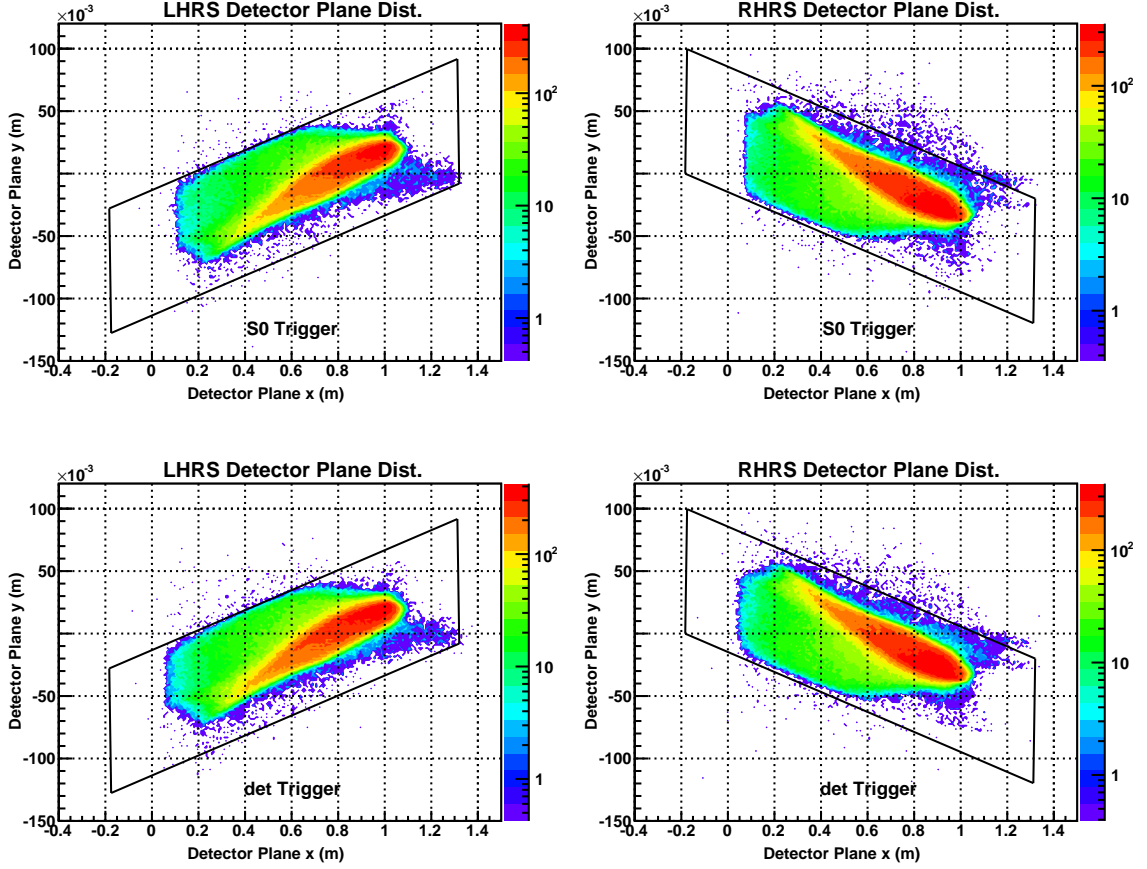 LHRS Detector Plane Dist.
×10⁻³
Detector Plane y (m)
100
50
0
-50
-100
-150
-0.4 -0.2 0 0.2 0.4 0.6 0.8 1 1.2 1.4
Detector Plane x (m)
S0 Trigger
10²
10
1
RHRS Detector Plane Dist.
×10⁻³
Detector Plane y (m)
100
50
0
-50
-100
-150
-0.4 -0.2 0 0.2 0.4 0.6 0.8 1 1.2 1.4
Detector Plane x (m)
S0 Trigger
10²
10
1
LHRS Detector Plane Dist.
×10⁻³
Detector Plane y (m)
100
50
0
-50
-100
-150
-0.4 -0.2 0 0.2 0.4 0.6 0.8 1 1.2 1.4
Detector Plane x (m)
det Trigger
10²
10
1
RHRS Detector Plane Dist.
×10⁻³
Detector Plane y (m)
100
50
0
-50
-100
-150
-0.4 -0.2 0 0.2 0.4 0.6 0.8 1 1.2 1.4
Detector Plane x (m)
det Trigger
10²
10
1